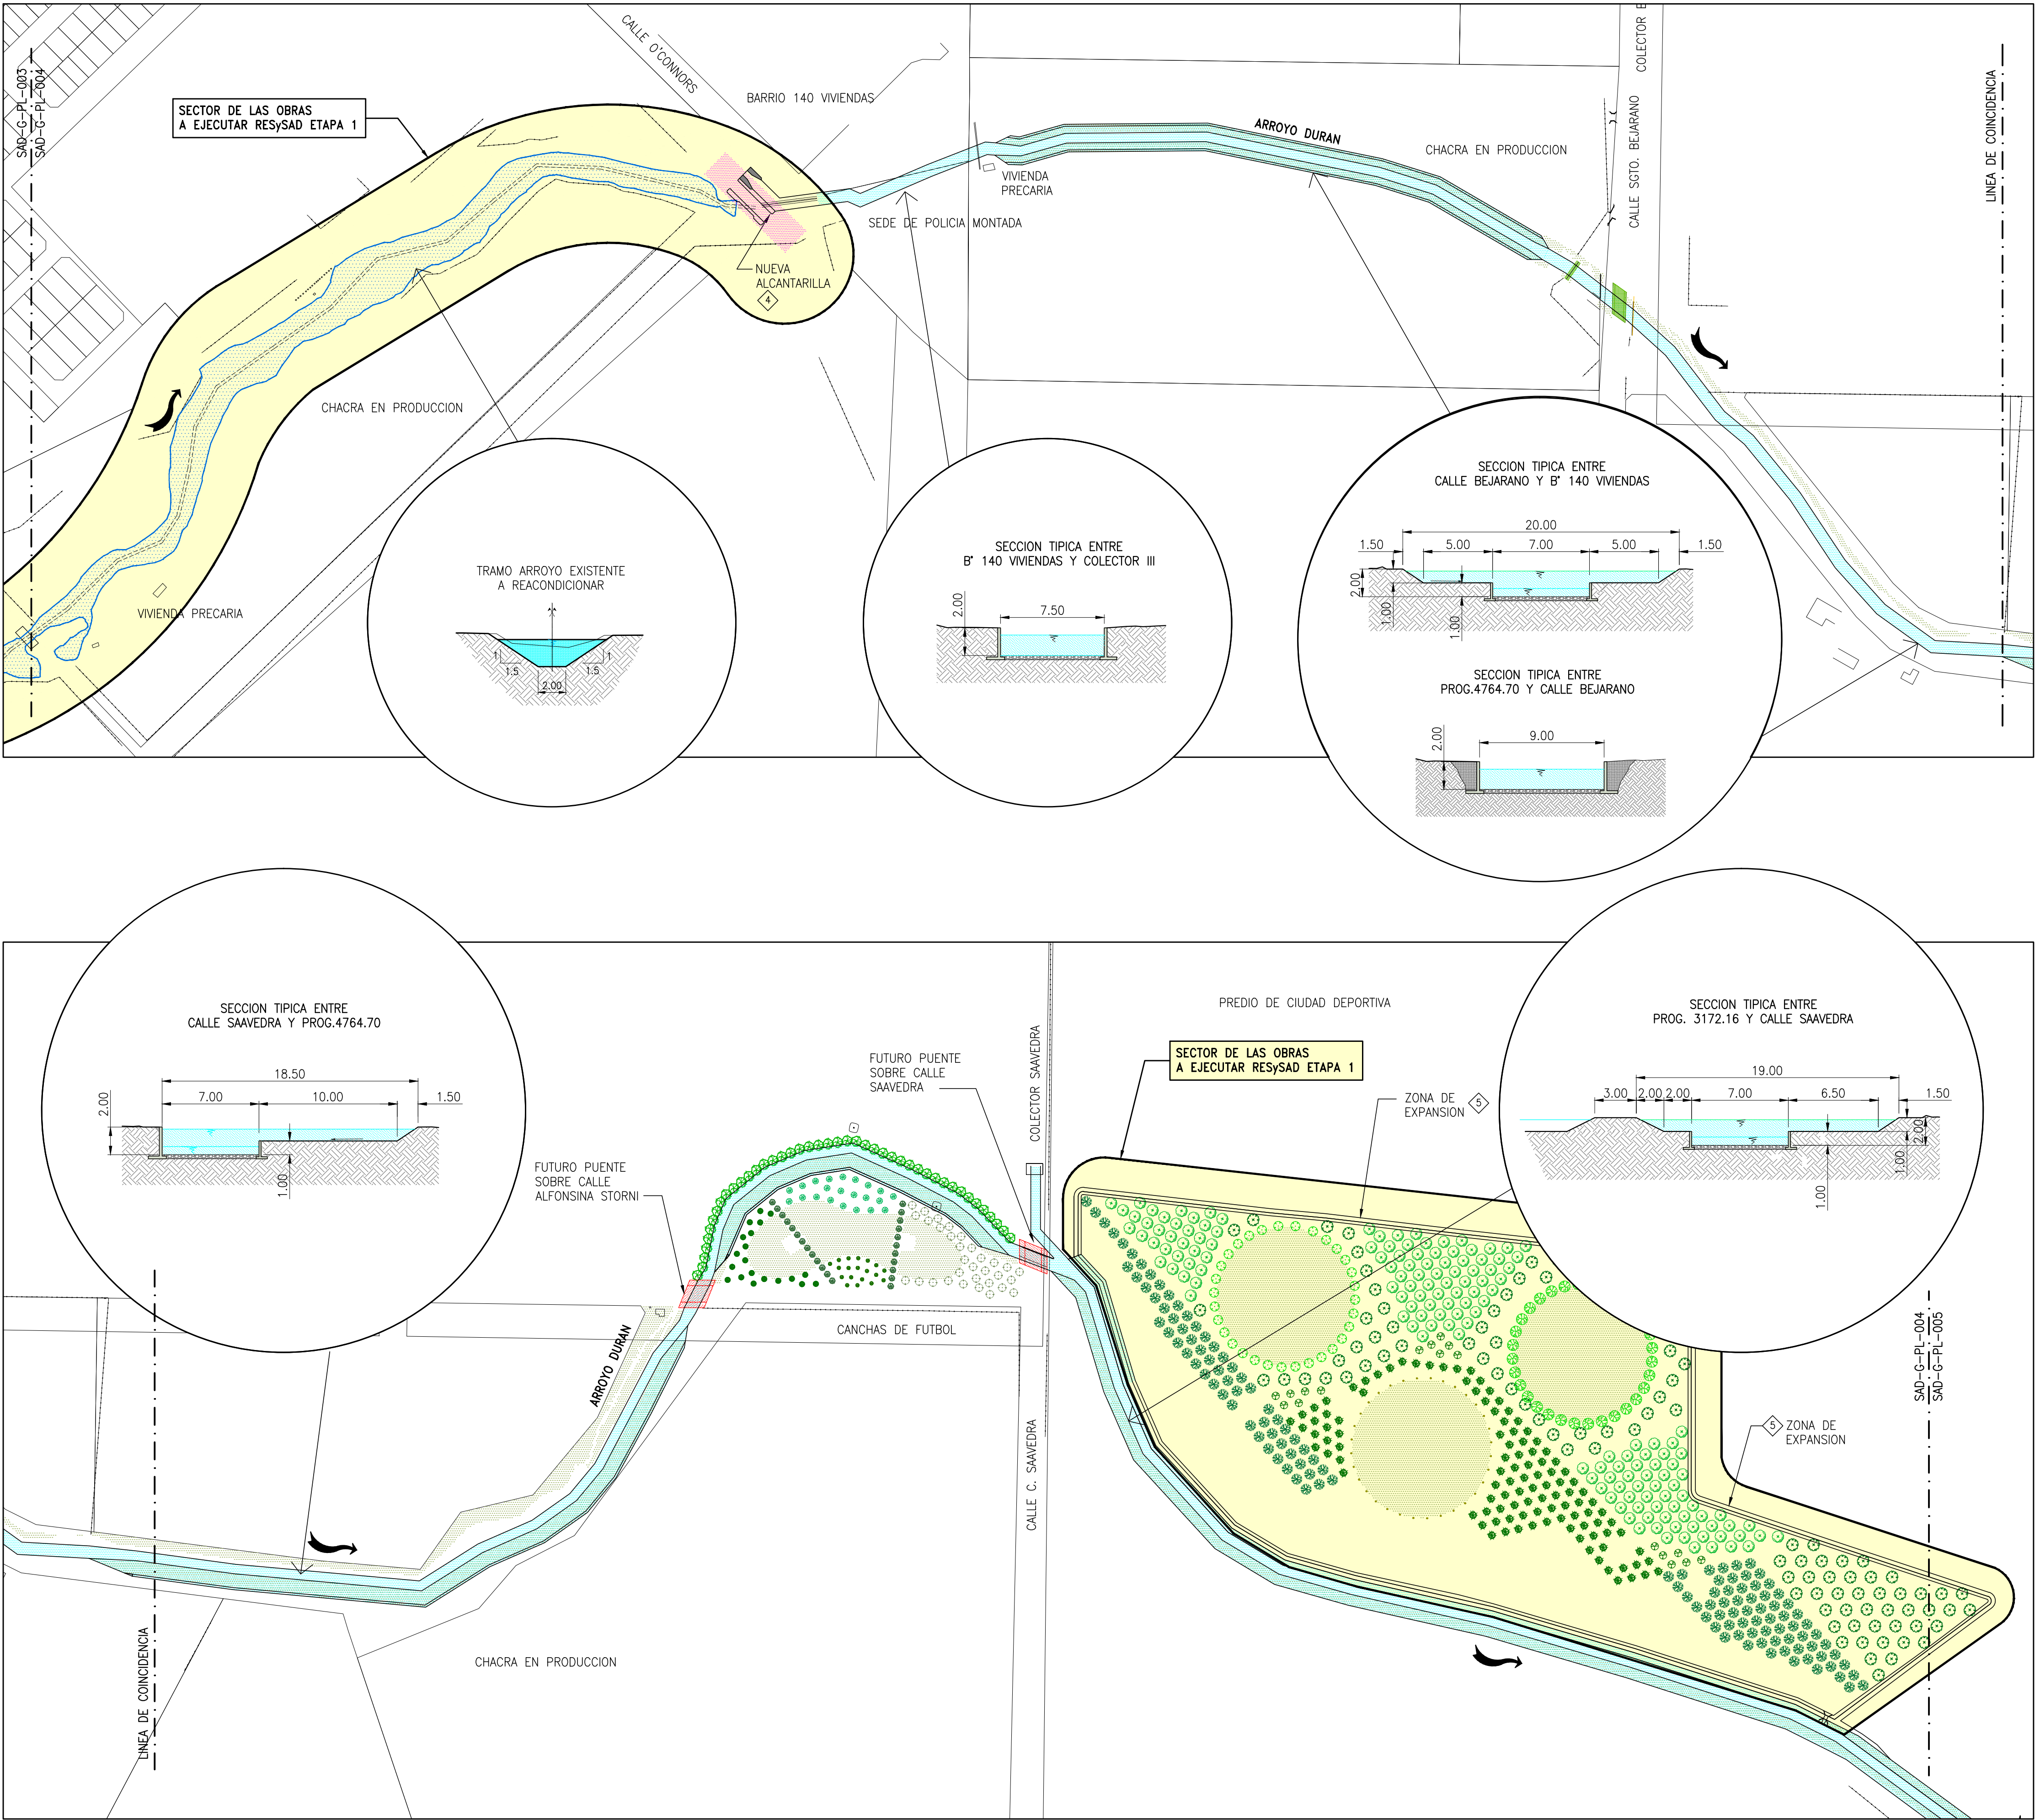 SAD-G-PL-003
SAD-G-PL-004
SECTOR DE LAS OBRAS
A EJECUTAR RESySAD ETAPA 1
CALLE O'CONNORS
BARRIO 140 VIVIENDAS
ARROYO DURAN
CHACRA EN PRODUCCION
VIVIENDA
PRECARIA
SEDE DE POLICIA MONTADA
CALLE SGTO. BEJARANO
COLECTOR
LINEA DE COINCIDENCIA
NUEVA
ALCANTARILLA
4
CHACRA EN PRODUCCION
VIVIENDA PRECARIA
TRAMO ARROYO EXISTENTE
A REACONDICIONAR
1
1
1.5
1.5
2.00
SECCION TIPICA ENTRE
B° 140 VIVIENDAS Y COLECTOR III
2.00
7.50
SECCION TIPICA ENTRE
CALLE BEJARANO Y B° 140 VIVIENDAS
20.00
1.50
5.00
7.00
5.00
1.50
2.00
1.00
1.00
SECCION TIPICA ENTRE
PROG.4764.70 Y CALLE BEJARANO
2.00
9.00
SECCION TIPICA ENTRE
CALLE SAAVEDRA Y PROG.4764.70
18.50
7.00
10.00
1.50
2.00
1.00
FUTURO PUENTE
SOBRE CALLE
ALFONSINA STORNI
FUTURO PUENTE
SOBRE CALLE
SAAVEDRA
COLECTOR SAAVEDRA
PREDIO DE CIUDAD DEPORTIVA
SECTOR DE LAS OBRAS
A EJECUTAR RESySAD ETAPA 1
ZONA DE
EXPANSION
5
SECCION TIPICA ENTRE
PROG. 3172.16 Y CALLE SAAVEDRA
19.00
3.00
2.00
2.00
7.00
6.50
1.50
2.00
1.00
1.00
CANCHAS DE FUTBOL
ARROYO DURAN
CALLE C. SAAVEDRA
SAD-G-PL-004
SAD-G-PL-005
5
ZONA DE
EXPANSION
LINEA DE COINCIDENCIA
CHACRA EN PRODUCCION